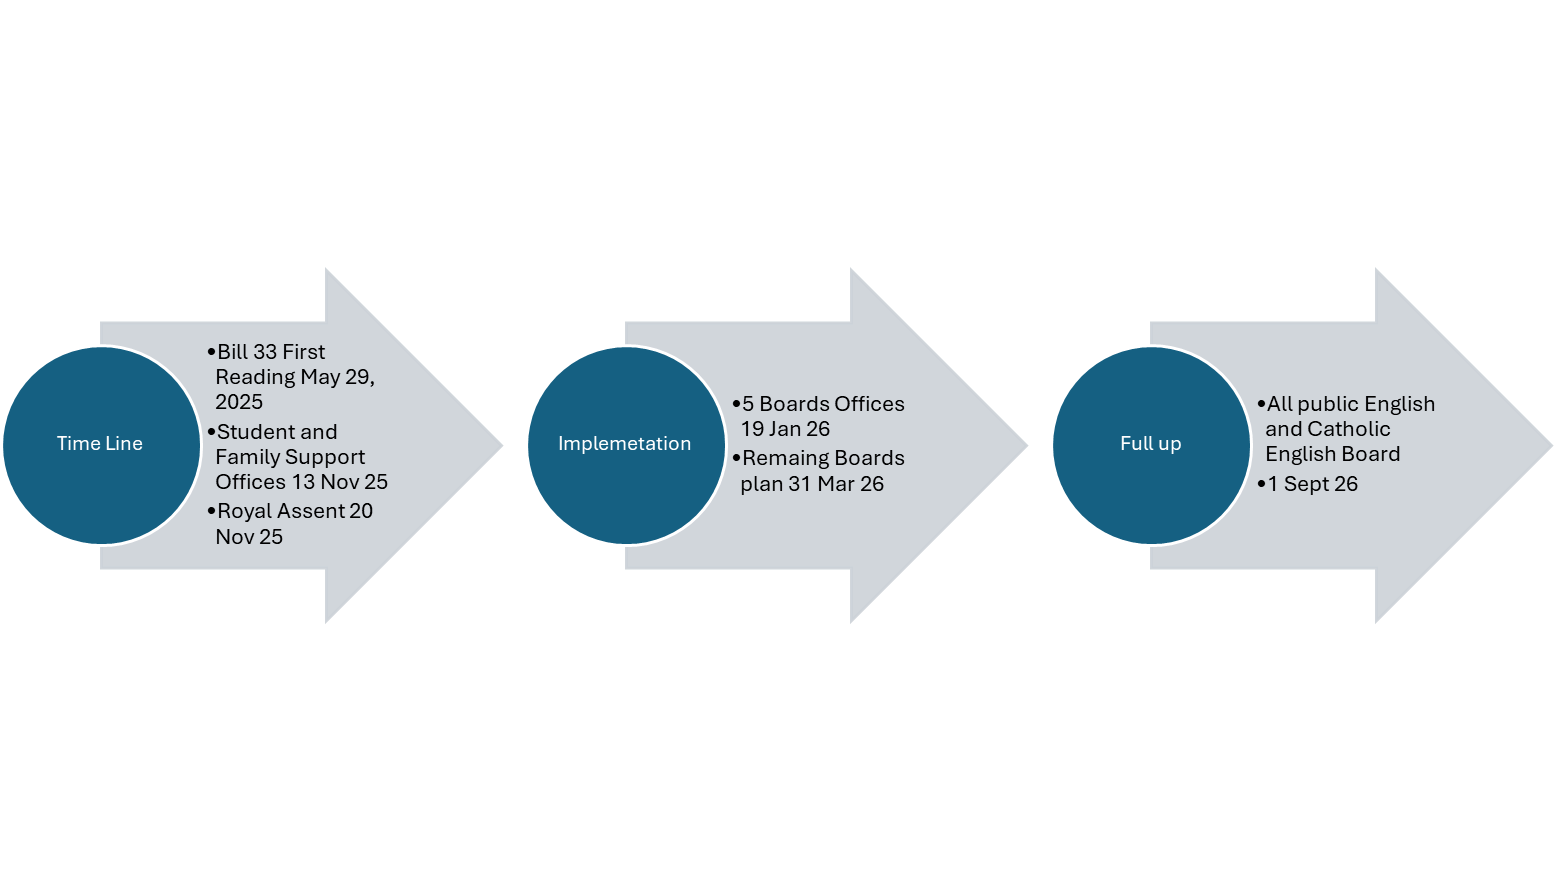 Time Line
•Bill 33 First
Reading May 29,
2025
•Student and
Family Support
Offices 13 Nov 25
•Royal Assent 20
Nov 25
Implemetation
•5 Boards Offices
19 Jan 26
•Remaing Boards
plan 31 Mar 26
Full up
•All public English
and Catholic
English Board
•1 Sept 26